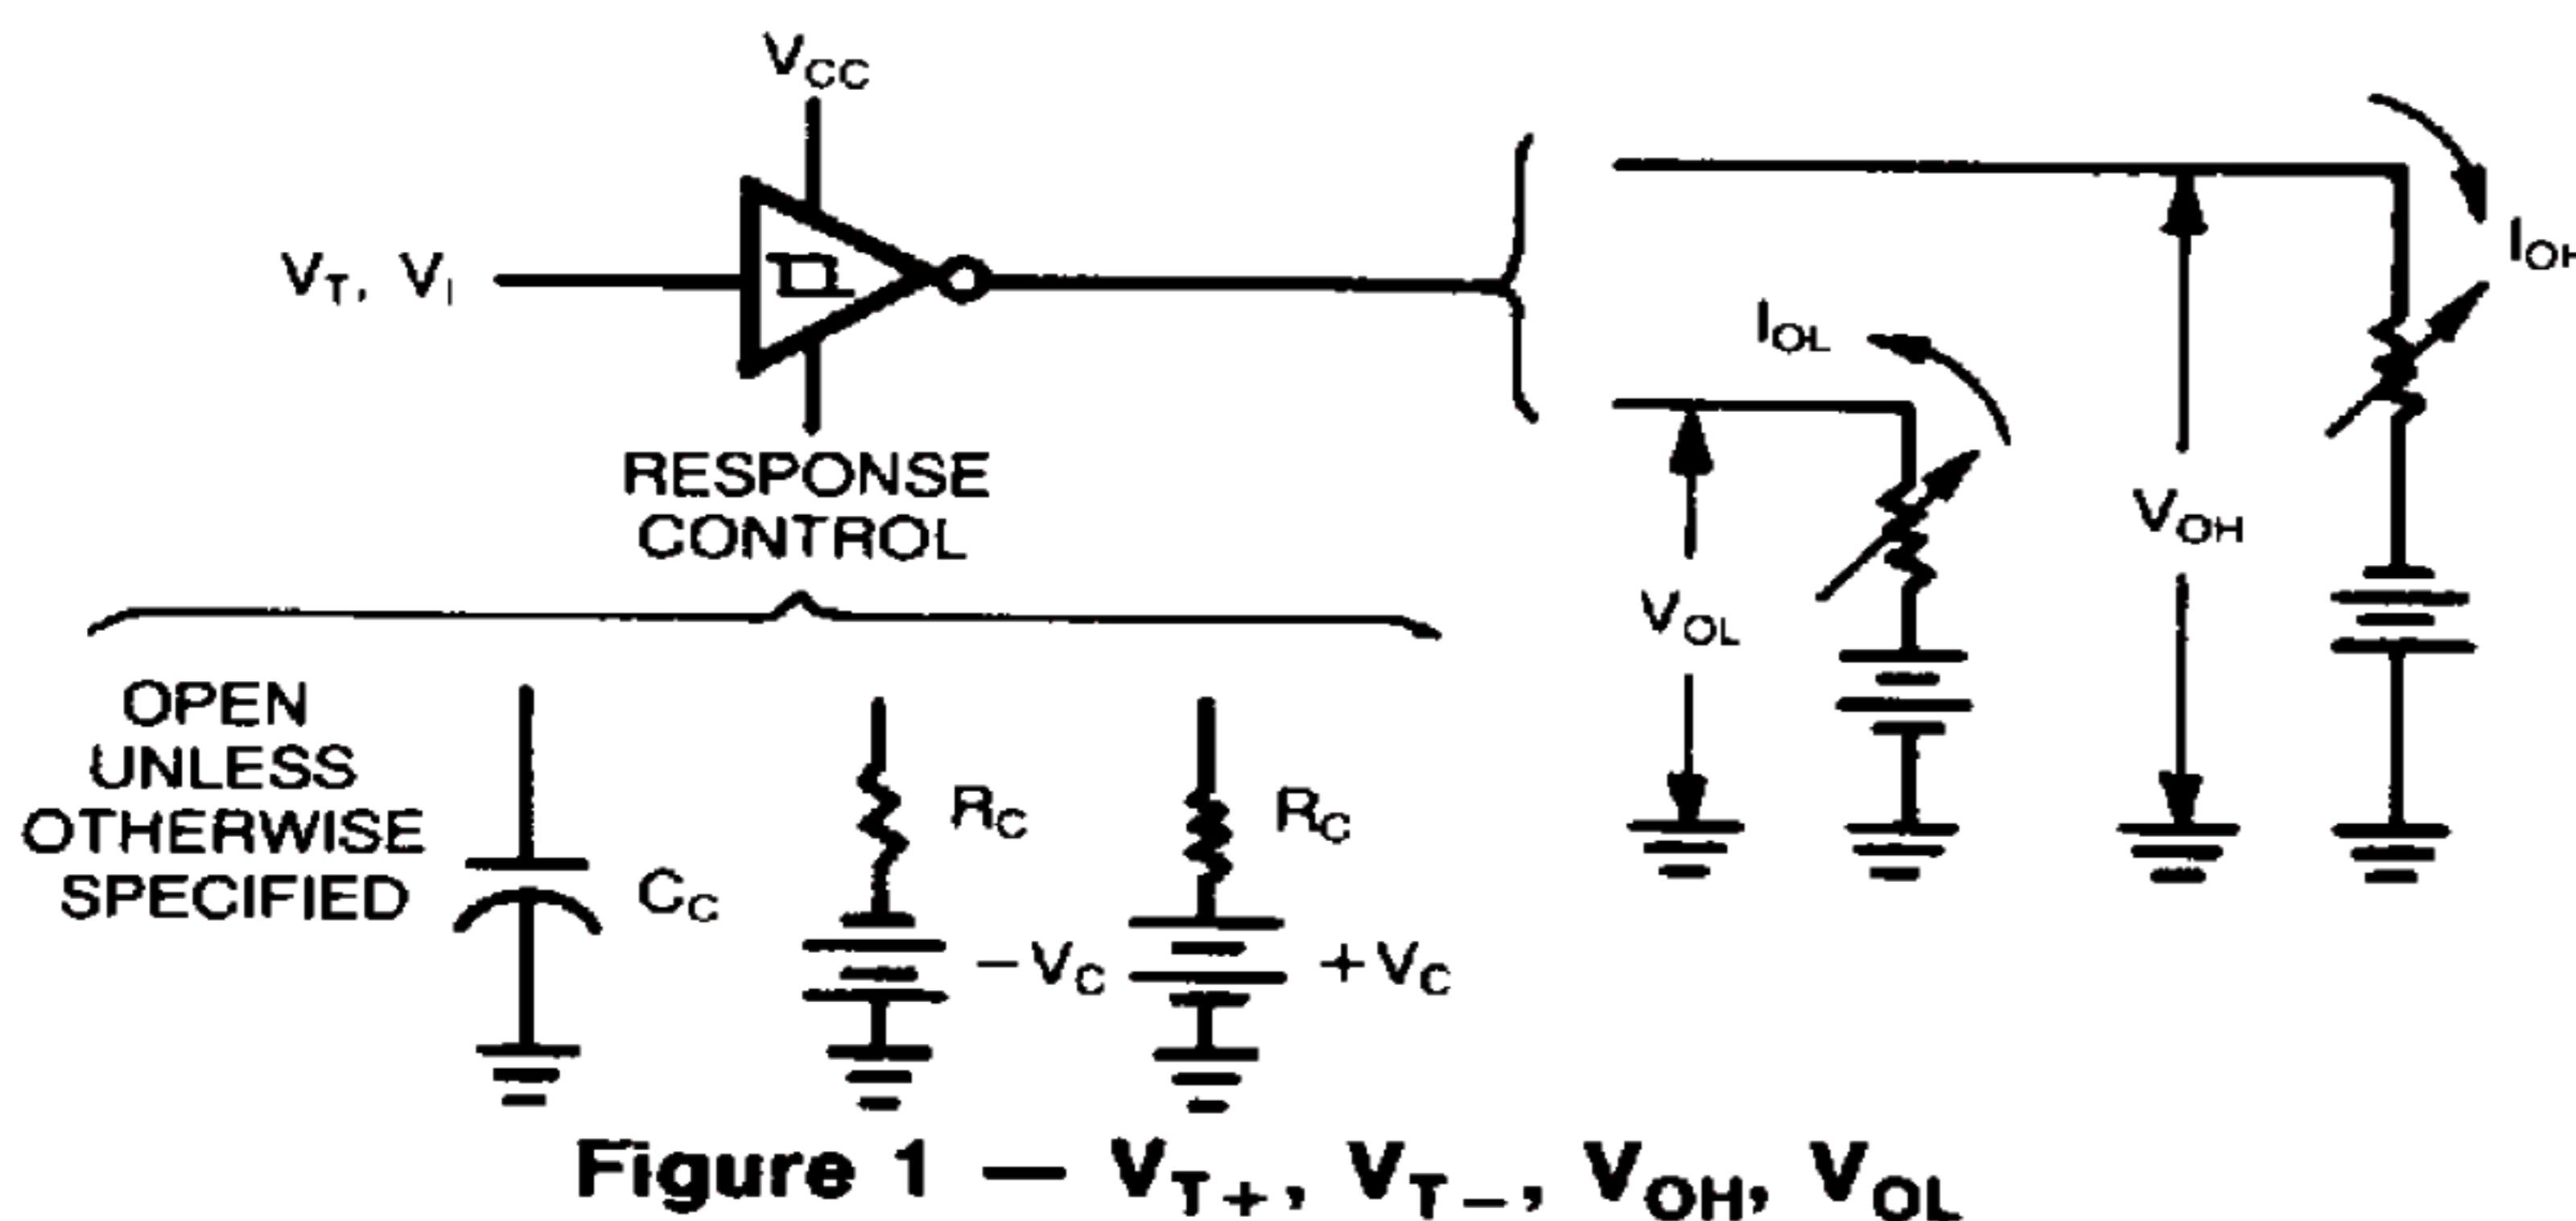 VCC
VT, VI
IOH
IOL
RESPONSE
CONTROL
VOH
VOL
OPEN
UNLESS
OTHERWISE
SPECIFIED
RC
RC
CC
−VC
+VC
Figure 1 — VT+, VT−, VOH, VOL